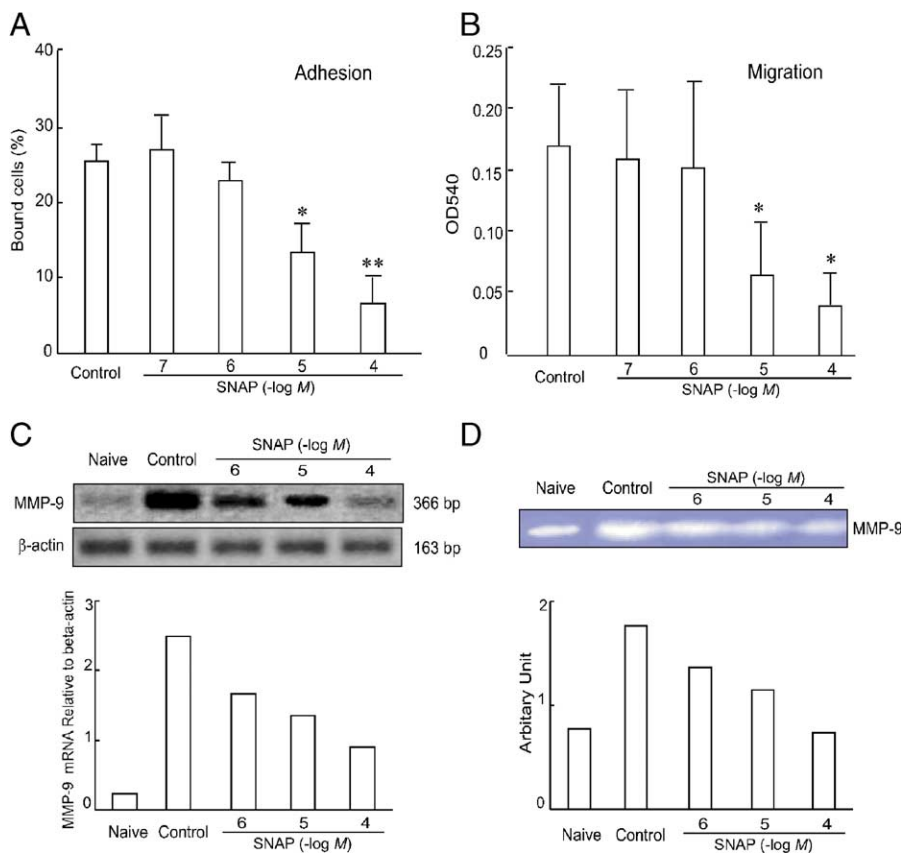 A
Adhesion
40
30
20
10
0
Bound cells (%)
*
**
Control
7 6 5 4
SNAP (-log M)
B
Migration
0.25
0.20
0.15
0.10
0.05
0
OD540
*
*
Control
7 6 5 4
SNAP (-log M)
C
SNAP (-log M)
Naive Control 6 5 4
MMP-9 366 bp
β-actin 163 bp
3
2
1
0
MMP-9 mRNA Relative to beta-actin
Naive Control 6 5 4
SNAP (-log M)
D
SNAP (-log M)
Naive Control 6 5 4
MMP-9
2
1
0
Arbitary Unit
Naive Control 6 5 4
SNAP (-log M)